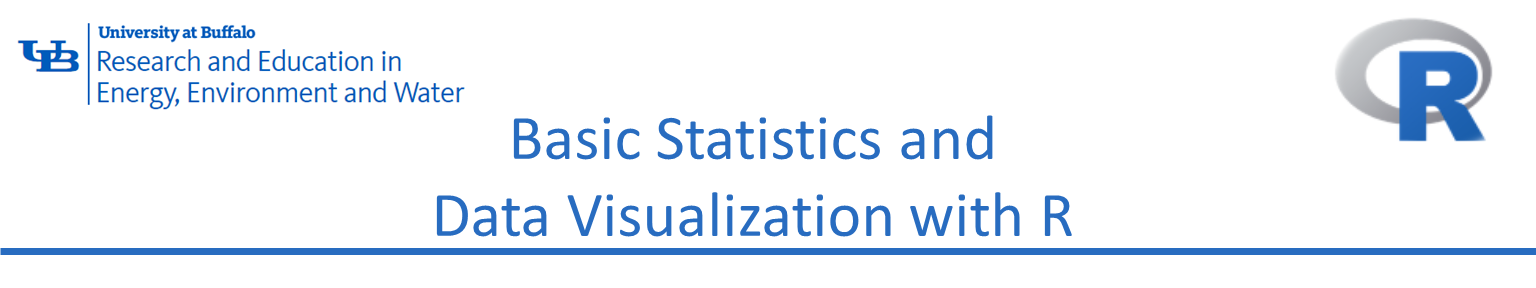 UB
University at Buffalo
Research and Education in
Energy, Environment and Water
R
Basic Statistics and
Data Visualization with R